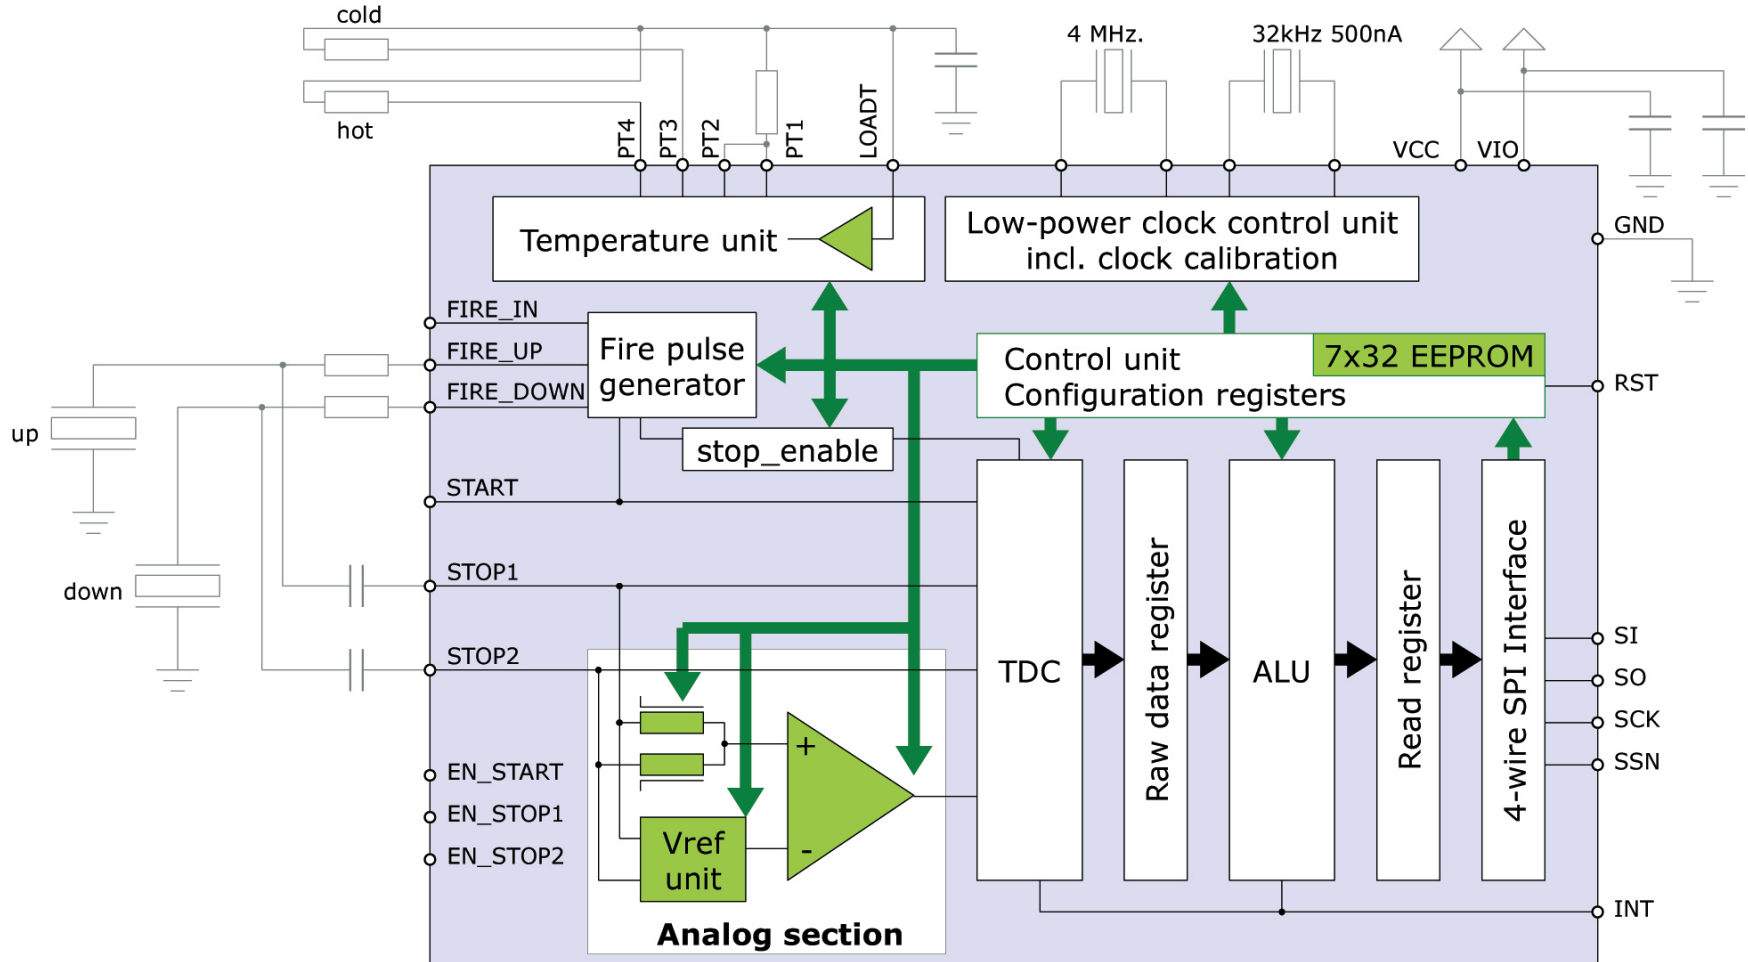 cold
4 MHz.
32kHz 500nA
hot
PT4
PT3
PT2
PT1
LOADT
VCC
VIO
GND
Temperature unit
Low-power clock control unit
incl. clock calibration
FIRE_IN
FIRE_UP
FIRE_DOWN
Fire pulse
generator
Control unit
Configuration registers
7x32 EEPROM
RST
up
stop_enable
START
STOP1
down
STOP2
TDC
Raw data register
ALU
Read register
4-wire SPI Interface
SI
SO
SCK
SSN
+
-
EN_START
EN_STOP1
EN_STOP2
Vref
unit
Analog section
INT